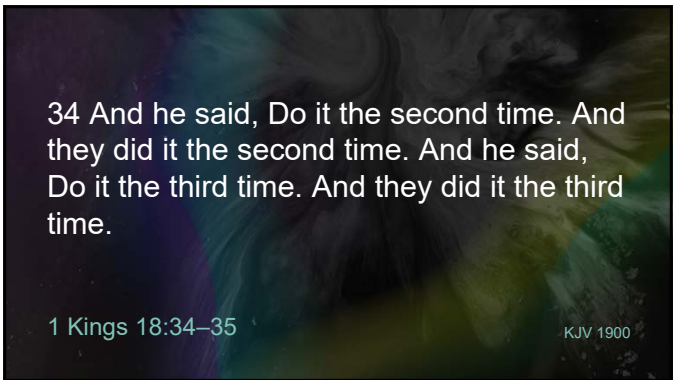 34 And he said, Do it the second time. And
they did it the second time. And he said,
Do it the third time. And they did it the third
time.
1 Kings 18:34–35
KJV 1900